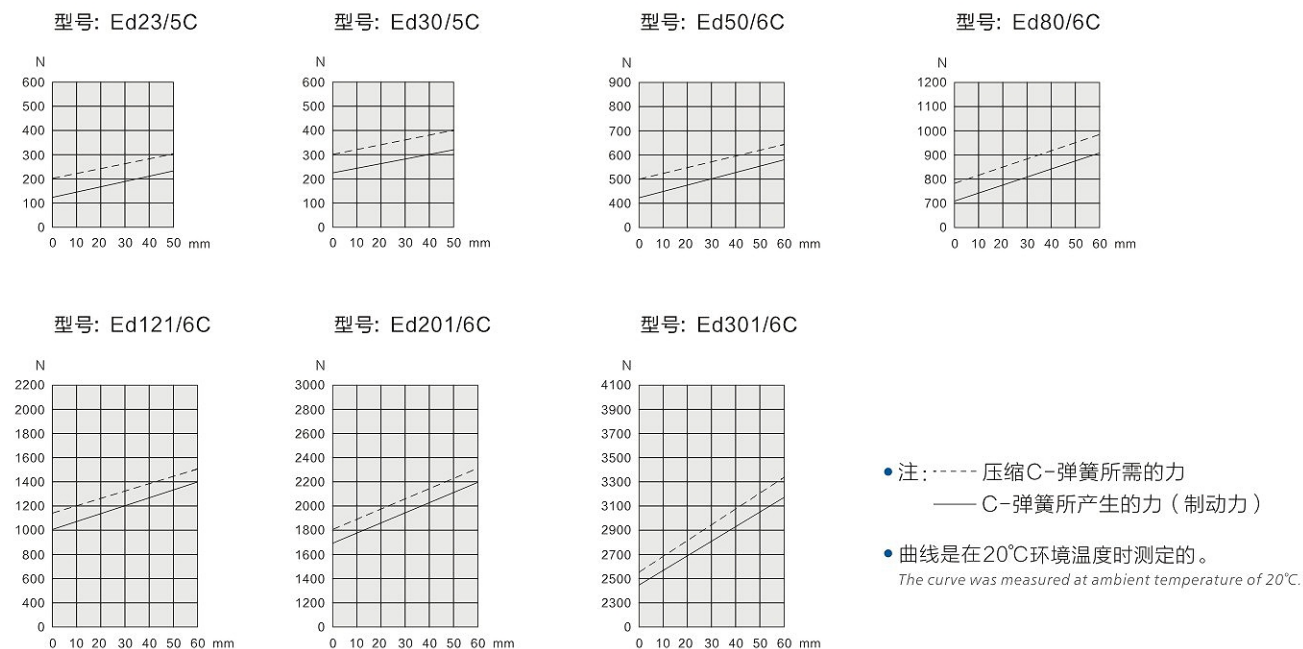 型号: Ed23/5C
N
600
500
400
300
200
100
0
0 10 20 30 40 50 mm
型号: Ed30/5C
N
600
500
400
300
200
100
0
0 10 20 30 40 50 mm
型号: Ed50/6C
N
900
800
700
600
500
400
0
0 10 20 30 40 50 60 mm
型号: Ed80/6C
N
1200
1100
1000
900
800
700
0
0 10 20 30 40 50 60 mm
型号: Ed121/6C
N
2200
2000
1800
1600
1400
1200
1000
800
600
400
0
0 10 20 30 40 50 60 mm
型号: Ed201/6C
N
3000
2800
2600
2400
2200
2000
1800
1600
1400
1200
0
0 10 20 30 40 50 60 mm
型号: Ed301/6C
N
4100
3900
3700
3500
3300
3100
2900
2700
2500
2300
0
0 10 20 30 40 50 60 mm
注: 压缩C-弹簧所需的力
C-弹簧所产生的力（制动力）
曲线是在20℃环境温度时测定的。
The curve was measured at ambient temperature of 20℃.